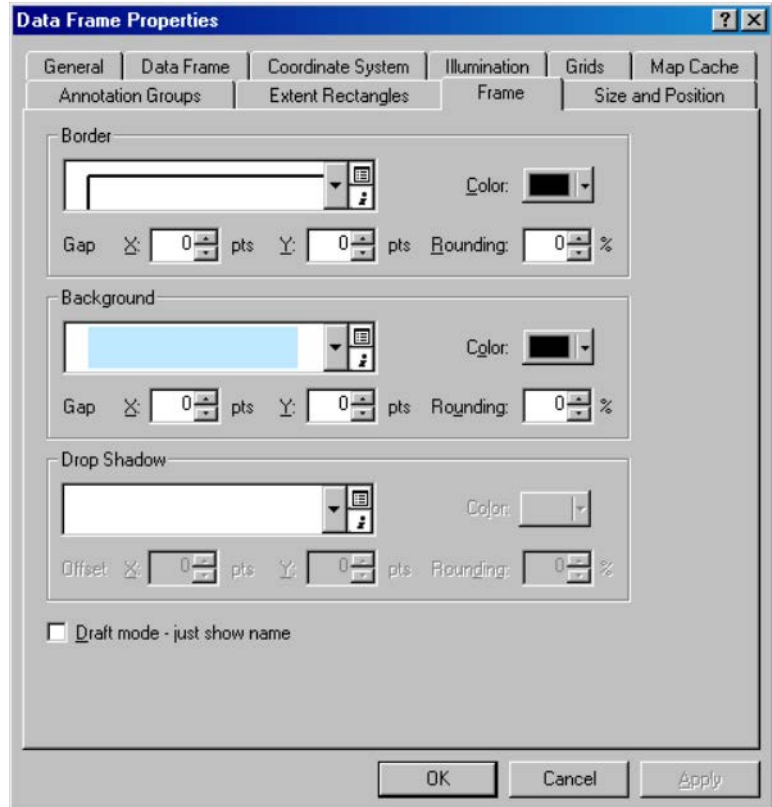 Data Frame Properties
General Data Frame Coordinate System Illumination Grids Map Cache
Annotation Groups Extent Rectangles Frame Size and Position
Border
Color:
Gap X: 0 pts Y: 0 pts Rounding: 0 %
Background
Color:
Gap X: 0 pts Y: 0 pts Rounding: 0 %
Drop Shadow
Color:
Offset X: 0 pts Y: 0 pts Rounding: 0 %
Draft mode - just show name
OK Cancel Apply